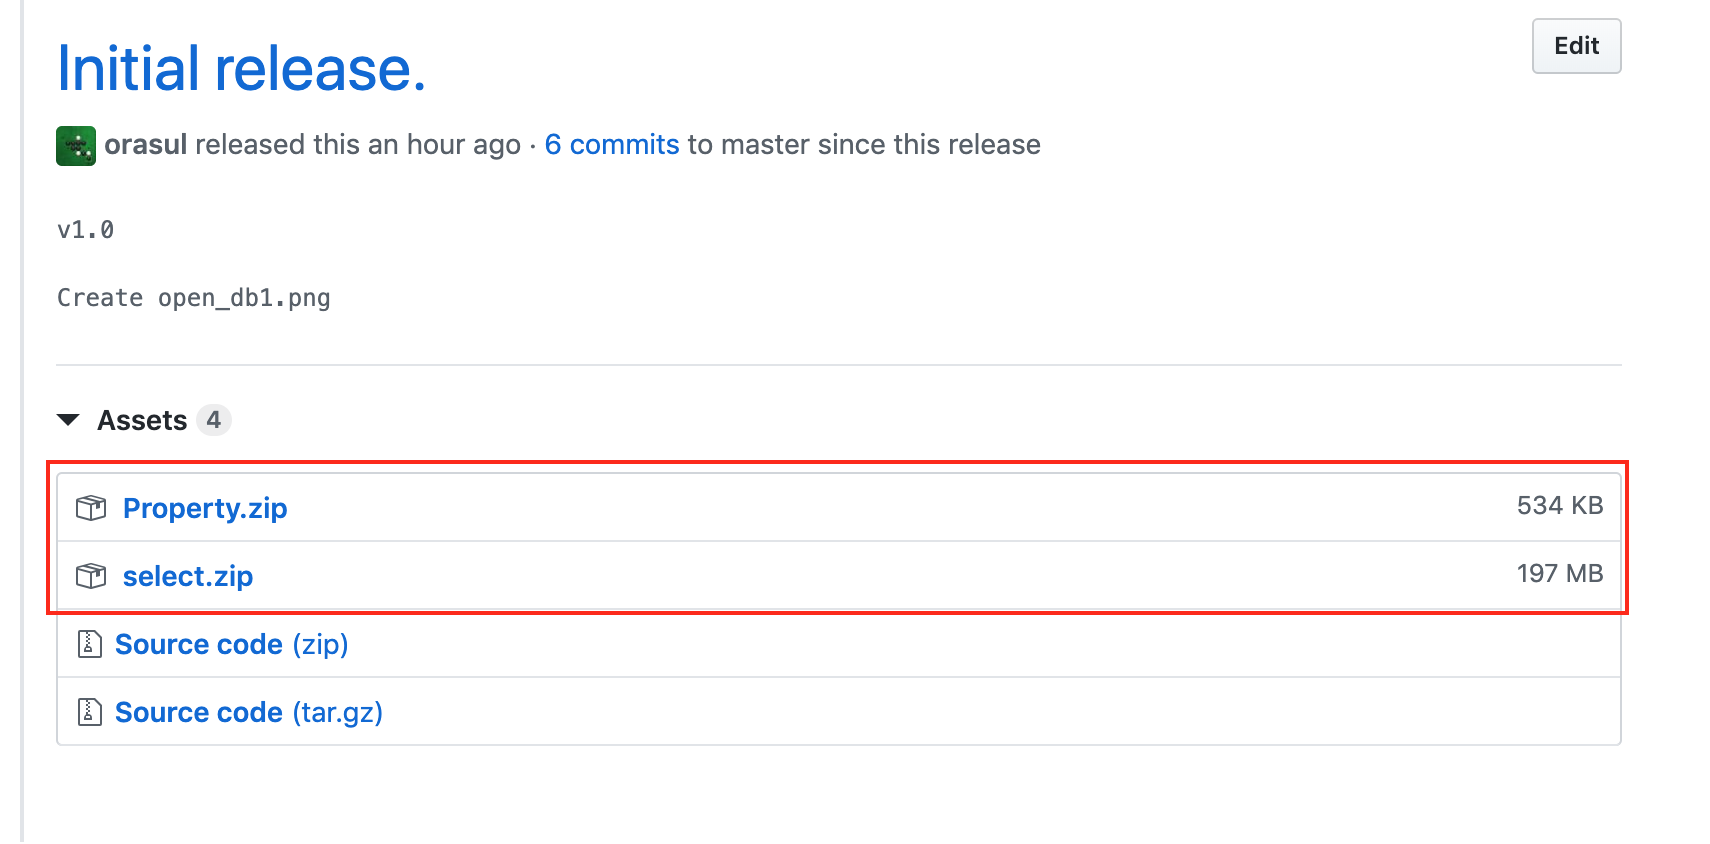 Initial release.
Edit
orasul released this an hour ago · 6 commits to master since this release
v1.0
Create open_db1.png
Assets 4
Property.zip 534 KB
select.zip 197 MB
Source code (zip)
Source code (tar.gz)